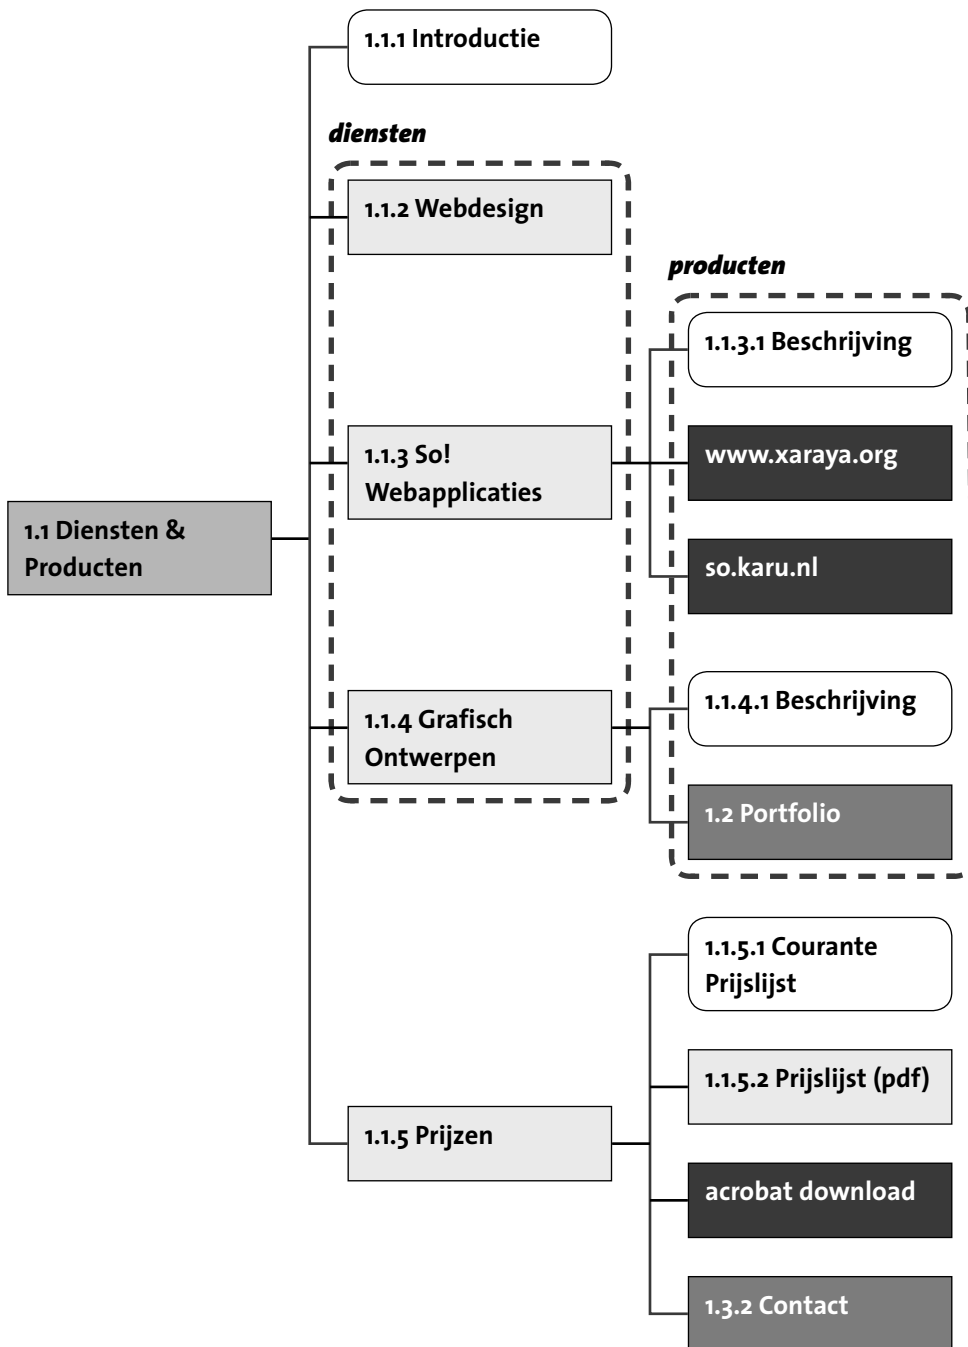 1.1.1 Introductie
diensten
1.1.2 Webdesign
producten
1.1.3.1 Beschrijving
1.1.3 So!
Webapplicaties
www.xaraya.org
1.1 Diensten &
Producten
so.karu.nl
1.1.4 Grafisch
Ontwerpen
1.1.4.1 Beschrijving
1.2 Portfolio
1.1.5.1 Courante
Prijslijst
1.1.5.2 Prijslijst (pdf)
1.1.5 Prijzen
acrobat download
1.3.2 Contact